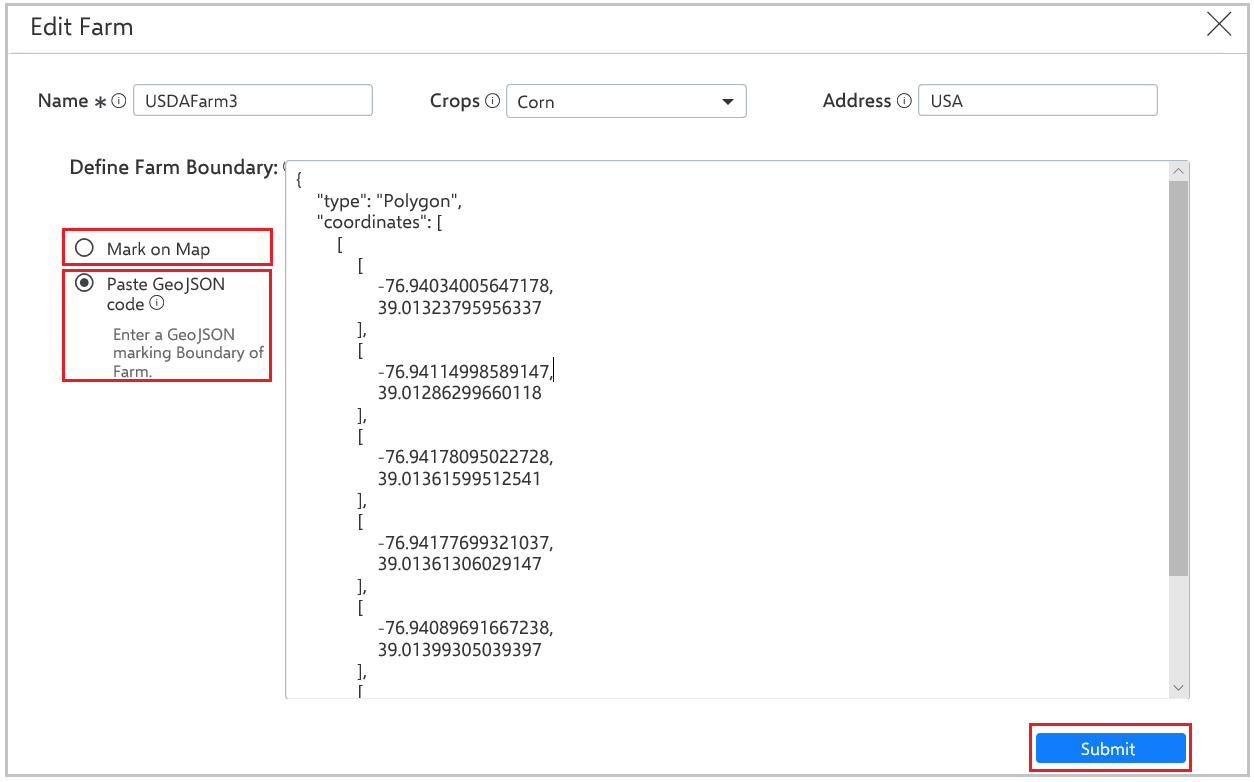 Edit Farm
Name * USDAFarm3 Crops Corn Address USA
Define Farm Boundary:
Mark on Map
Paste GeoJSON
code
Enter a GeoJSON
marking Boundary of
Farm.
{
"type": "Polygon",
"coordinates": [
[
[
-76.94034005647178,
39.01323795956337
],
[
-76.94114998589147,
39.01286299660118
],
[
-76.94178095022728,
39.01361599512541
],
[
-76.94177699321037,
39.01361306029147
],
[
-76.94089691667238,
39.01399305039397
],
[
Submit